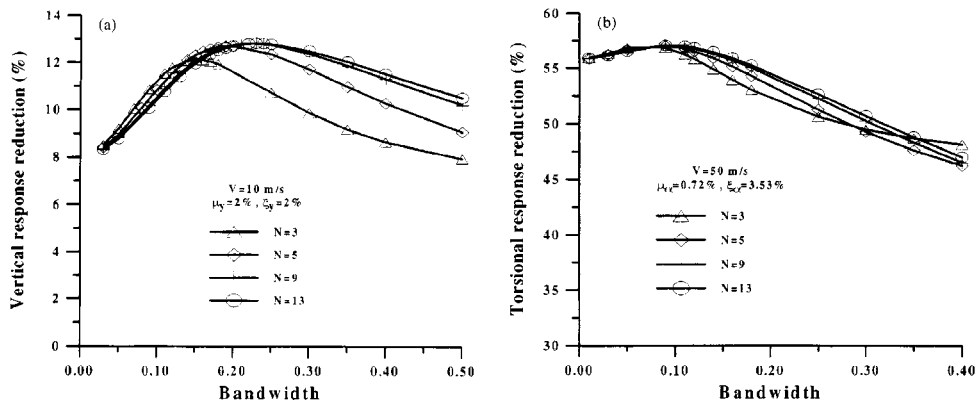 (a)
Vertical response reduction (%)
14
12
10
8
6
4
2
0
V=10 m/s
μy=2% , ξy=2%
N=3
N=5
N=9
N=13
0.00 0.10 0.20 0.30 0.40 0.50
Bandwidth
(b)
Torsional response reduction (%)
60
55
50
45
40
35
30
V=50 m/s
μα=0.72% , ξα=3.53%
N=3
N=5
N=9
N=13
0.00 0.10 0.20 0.30 0.40
Bandwidth